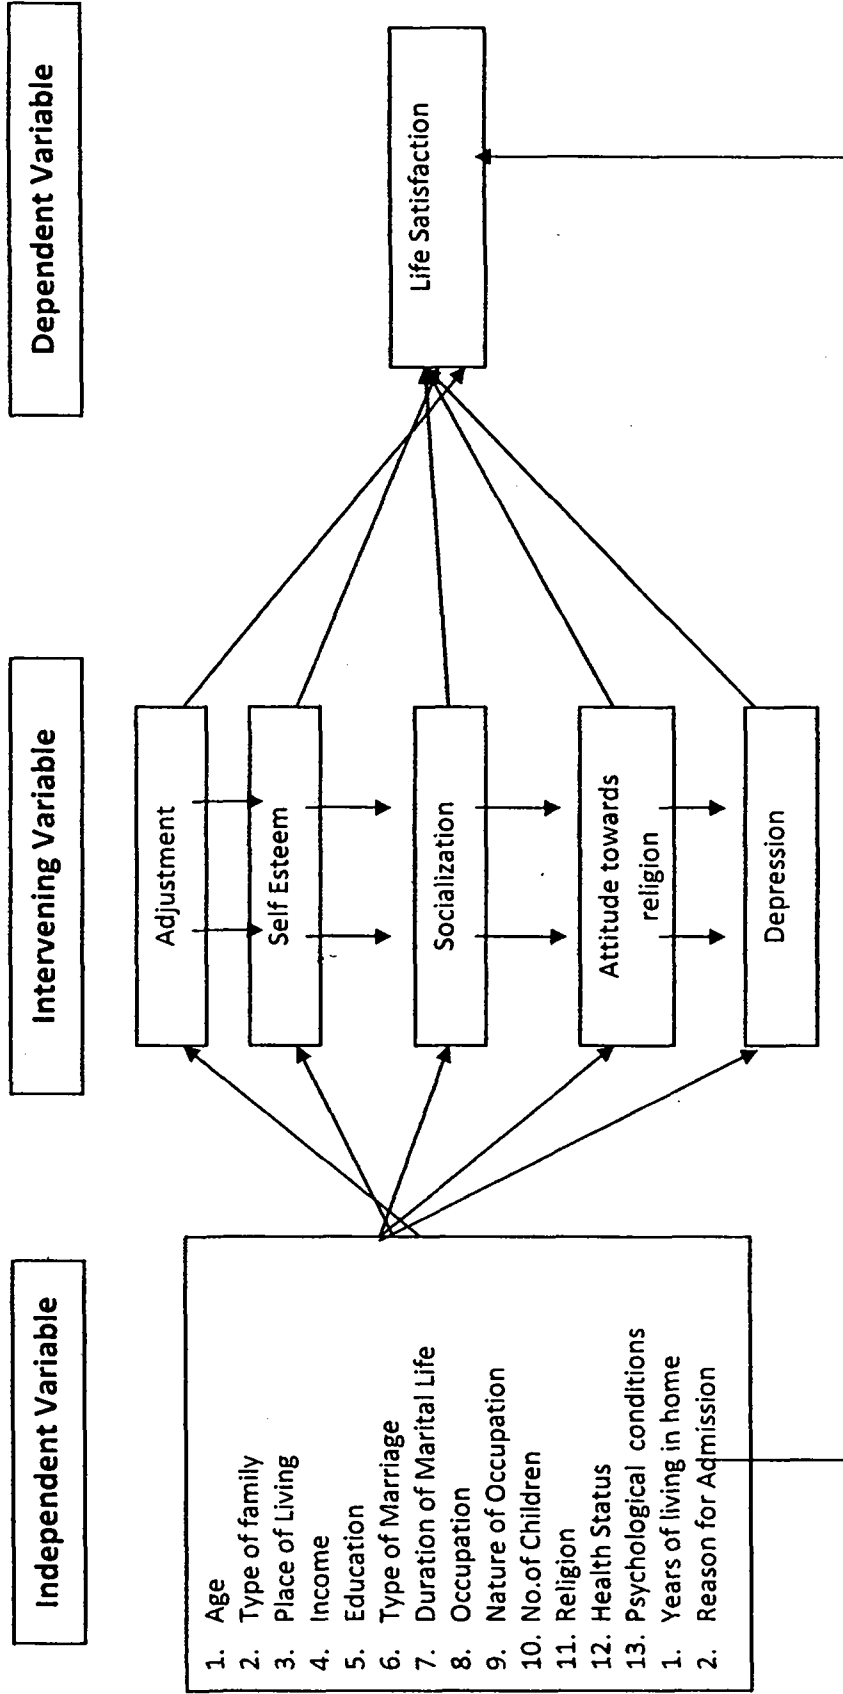 Independent Variable
1. Age
2. Type of family
3. Place of Living
4. Income
5. Education
6. Type of Marriage
7. Duration of Marital Life
8. Occupation
9. Nature of Occupation
10. No.of Children
11. Religion
12. Health Status
13. Psychological conditions
1. Years of living in home
2. Reason for Admission
Intervening Variable
Adjustment
Self Esteem
Socialization
Attitude towards
religion
Depression
Dependent Variable
Life Satisfaction